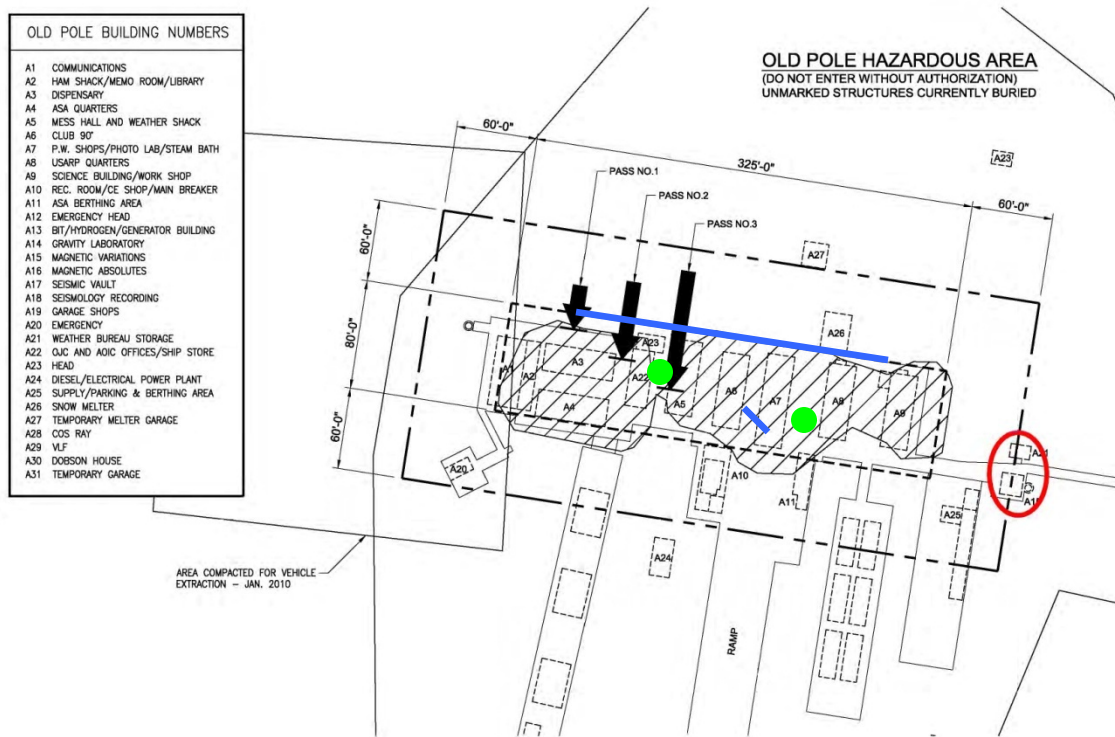 OLD POLE BUILDING NUMBERS
A1 COMMUNICATIONS
A2 HAM SHACK/MEMO ROOM/LIBRARY
A3 DISPENSARY
A4 ASA QUARTERS
A5 MESS HALL AND WEATHER SHACK
A6 CLUB 90°
A7 P.W. SHOPS/PHOTO LAB/STEAM BATH
A8 USARP QUARTERS
A9 SCIENCE BUILDING/WORK SHOP
A10 REC. ROOM/CE SHOP/MAIN BREAKER
A11 ASA BERTHING AREA
A12 EMERGENCY HEAD
A13 BIT/HYDROGEN/GENERATOR BUILDING
A14 GRAVITY LABORATORY
A15 MAGNETIC VARIATIONS
A16 MAGNETIC ABSOLUTES
A17 SEISMIC VAULT
A18 SEISMOLOGY RECORDING
A19 GARAGE SHOPS
A20 EMERGENCY
A21 WEATHER BUREAU STORAGE
A22 OJC AND AOIC OFFICES/SHIP STORE
A23 HEAD
A24 DIESEL/ELECTRICAL POWER PLANT
A25 SUPPLY/PARKING & BERTHING AREA
A26 SNOW MELTER
A27 TEMPORARY MELTER GARAGE
A28 COS RAY
A29 VLF
A30 DOBSON HOUSE
A31 TEMPORARY GARAGE
OLD POLE HAZARDOUS AREA
(DO NOT ENTER WITHOUT AUTHORIZATION)
UNMARKED STRUCTURES CURRENTLY BURIED
60'-0"
325'-0"
60'-0"
A23
PASS NO.1
PASS NO.2
PASS NO.3
60'-0"
80'-0"
60'-0"
A27
A26
A23
A1
A2
A3
A4
A22
A5
A6
A7
A8
A9
A20
A10
A11
A24
A25
RAMP
AREA COMPACTED FOR VEHICLE
EXTRACTION – JAN. 2010